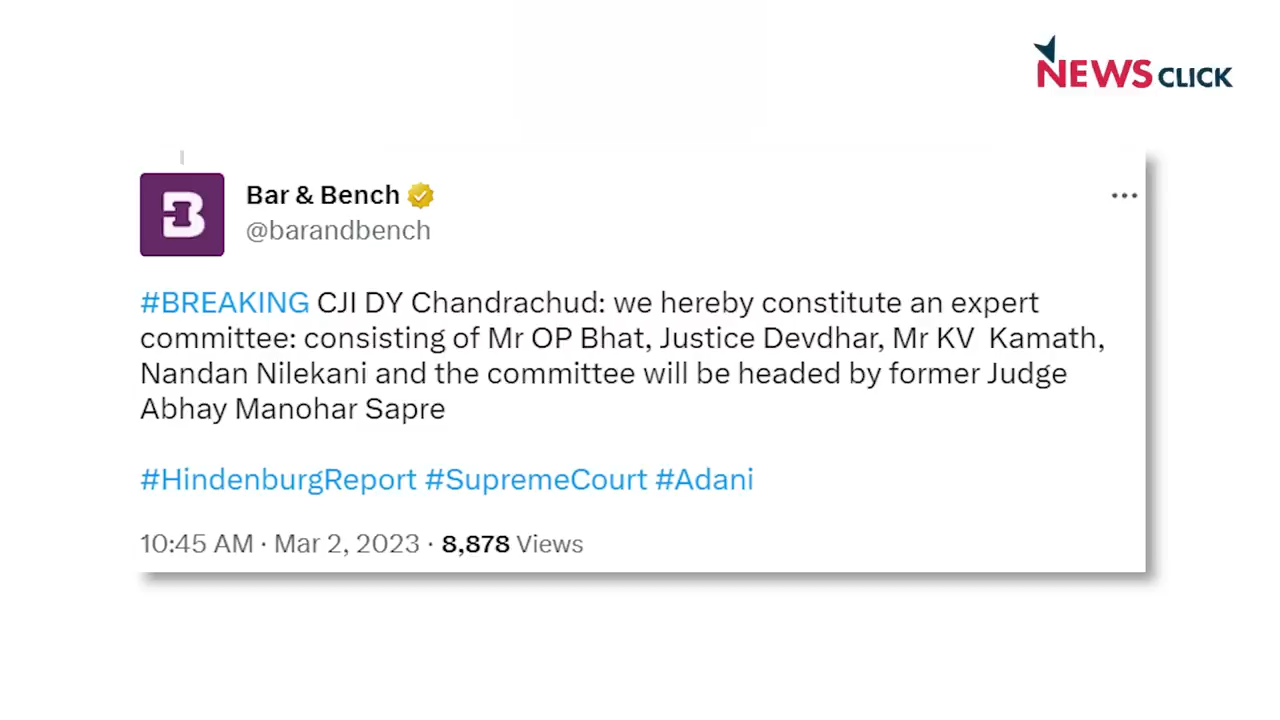 NEWSCLICK
Bar & Bench
@barandbench
#BREAKING CJI DY Chandrachud: we hereby constitute an expert
committee: consisting of Mr OP Bhat, Justice Devdhar, Mr KV  Kamath,
Nandan Nilekani and the committee will be headed by former Judge
Abhay Manohar Sapre
#HindenburgReport #SupremeCourt #Adani
10:45 AM · Mar 2, 2023 · 8,878 Views